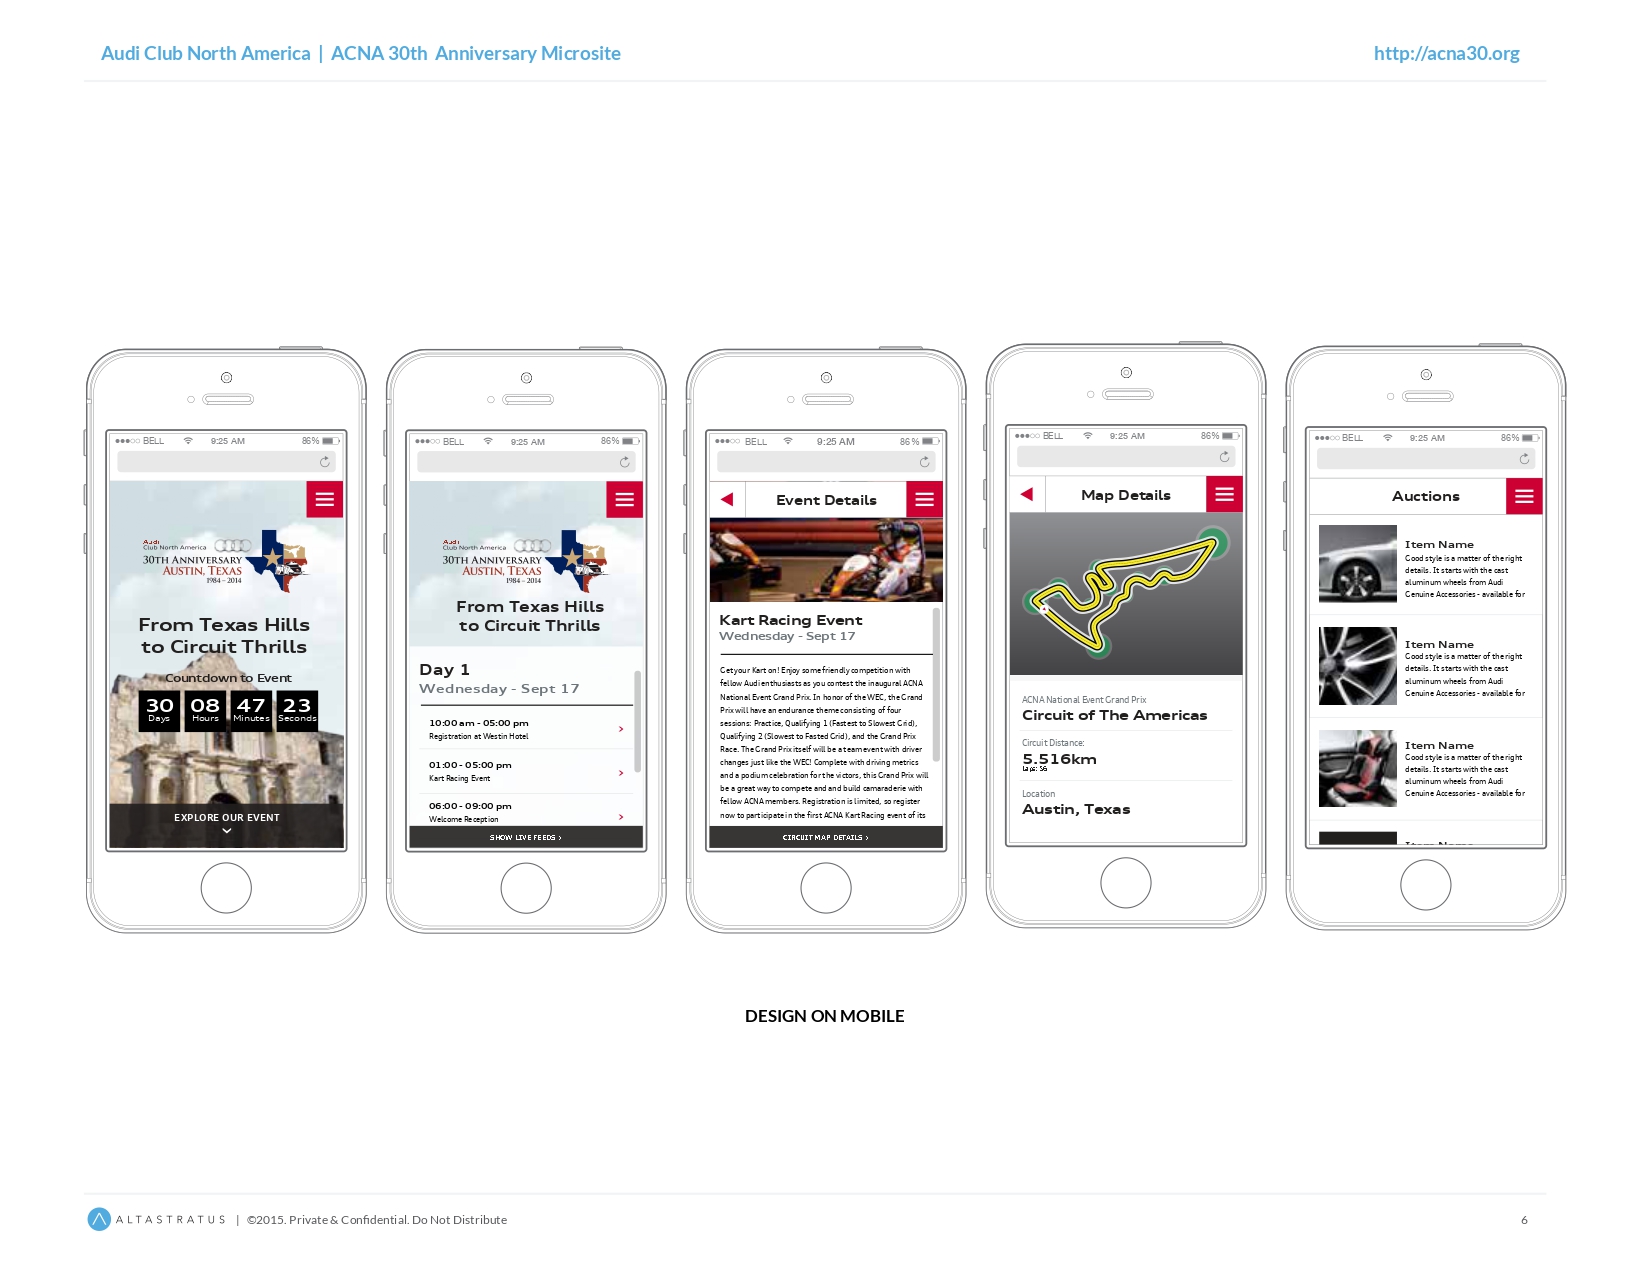 Audi Club North America | ACNA 30th Anniversary Microsite
http://acna30.org
BELL 9:25 AM 86%
Audi
Club North America
30TH ANNIVERSARY
AUSTIN, TEXAS
1984 – 2014
From Texas Hills
to Circuit Thrills
Countdown to Event
30 08 47 23
Days Hours Minutes Seconds
EXPLORE OUR EVENT
BELL 9:25 AM 86%
Audi
Club North America
30TH ANNIVERSARY
AUSTIN, TEXAS
1984 – 2014
From Texas Hills
to Circuit Thrills
Day 1
Wednesday - Sept 17
10:00 am - 05:00 pm
Registration at Westin Hotel
01:00 - 05:00 pm
Kart Racing Event
06:00 - 09:00 pm
Welcome Reception
SHOW LIVE FEEDS ›
BELL 9:25 AM 86%
Event Details
Kart Racing Event
Wednesday - Sept 17
Get your Kart on! Enjoy some friendly competition with
fellow Audi enthusiasts as you contest the inaugural ACNA
National Event Grand Prix. In honor of the WEC, the Grand
Prix will have an endurance theme consisting of four
sessions: Practice, Qualifying 1 (Fastest to Slowest Grid),
Qualifying 2 (Slowest to Fasted Grid), and the Grand Prix
Race. The Grand Prix itself will be a team event with driver
changes just like the WEC! Complete with driving metrics
and a podium celebration for the victors, this Grand Prix will
be a great way to compete and and build camaraderie with
fellow ACNA members. Registration is limited, so register
now to participate in the first ACNA Kart Racing event of its
CIRCUIT MAP DETAILS ›
BELL 9:25 AM 86%
Map Details
ACNA National Event Grand Prix
Circuit of The Americas
Circuit Distance:
5.516km
Laps: 56
Location
Austin, Texas
BELL 9:25 AM 86%
Auctions
Item Name
Good style is a matter of the right
details. It starts with the cast
aluminum wheels from Audi
Genuine Accessories - available for
Item Name
Good style is a matter of the right
details. It starts with the cast
aluminum wheels from Audi
Genuine Accessories - available for
Item Name
Good style is a matter of the right
details. It starts with the cast
aluminum wheels from Audi
Genuine Accessories - available for
Item Name
DESIGN ON MOBILE
ALTASTRATUS | ©2015. Private & Confidential. Do Not Distribute
6